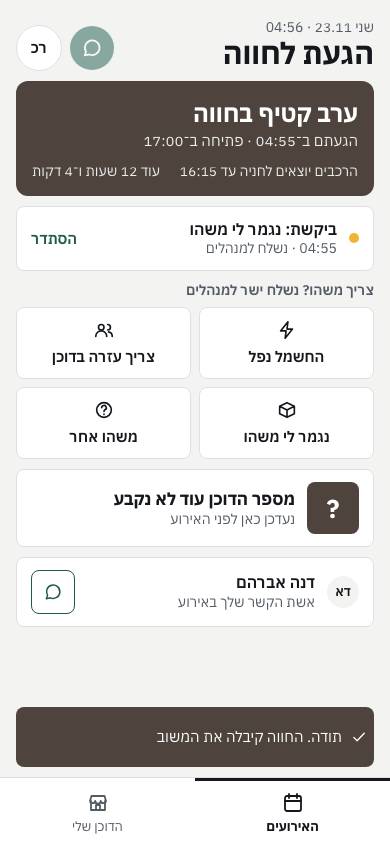 שני 23.11 · 04:56
הגעת לחווה
רכ
ערב קטיף בחווה
הגעתם ב־04:55 · פתיחה ב־17:00
הרכבים יוצאים לחניה עד 16:15
עוד 12 שעות ו־4 דקות
ביקשת: נגמר לי משהו
04:55 · נשלח למנהלים
הסתדר
צריך משהו? נשלח ישר למנהלים
החשמל נפל
צריך עזרה בדוכן
נגמר לי משהו
משהו אחר
?
מספר הדוכן עוד לא נקבע
נעדכן כאן לפני האירוע
דא
דנה אברהם
אשת הקשר שלך באירוע
תודה. החווה קיבלה את המשוב
האירועים
הדוכן שלי